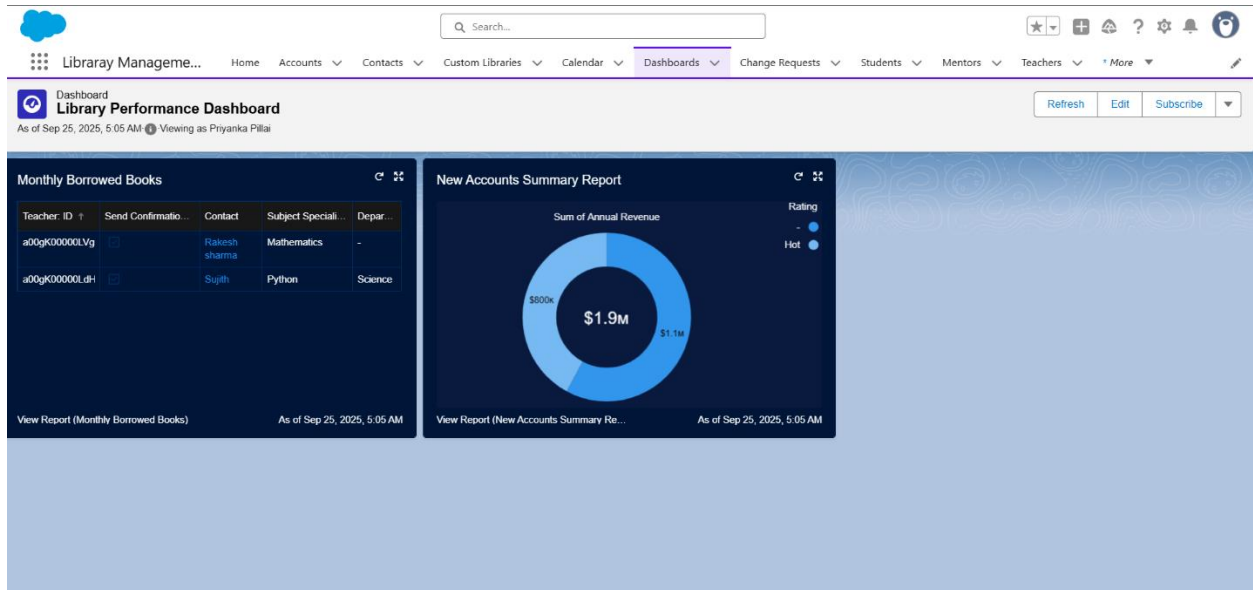 Search...
Libraray Manageme... Home Accounts Contacts Custom Libraries Calendar Dashboards Change Requests Students Mentors Teachers * More
Dashboard
Library Performance Dashboard
As of Sep 25, 2025, 5:05 AM Viewing as Priyanka Pillai
Refresh Edit Subscribe
Monthly Borrowed Books
Teacher: ID ↑ Send Confirmatio... Contact Subject Speciali... Depar...
a00gK00000LVg Rakesh sharma Mathematics -
a00gK00000LdH Sujith Python Science
View Report (Monthly Borrowed Books) As of Sep 25, 2025, 5:05 AM
New Accounts Summary Report
Sum of Annual Revenue
Rating
-
Hot
$800K
$1.9M
$1.1M
View Report (New Accounts Summary Re... As of Sep 25, 2025, 5:05 AM